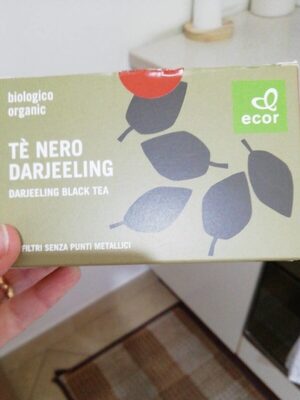 biologico
organic
ecor
TÈ NERO
DARJEELING
DARJEELING BLACK TEA
FILTRI SENZA PUNTI METALLICI